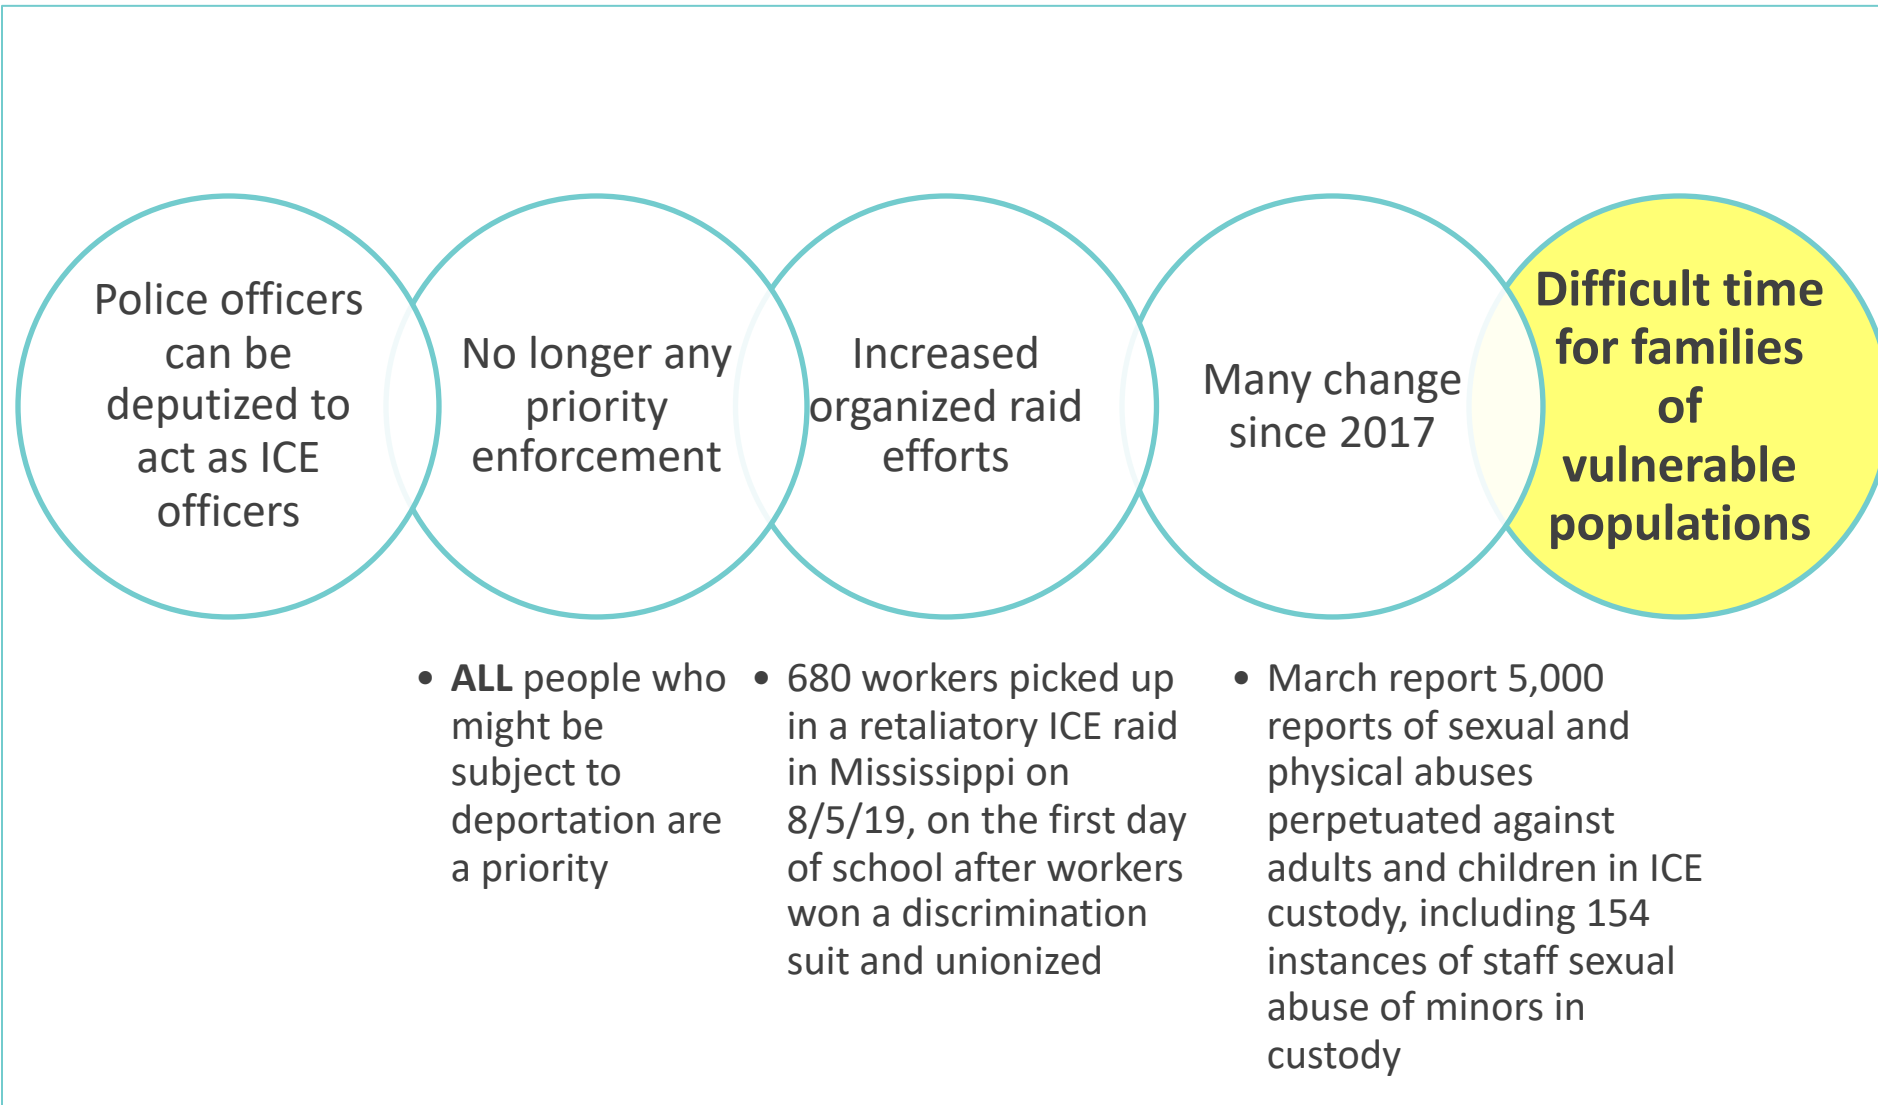 Police officers
can be
deputized to
act as ICE
officers
No longer any
priority
enforcement
• ALL people who
might be
subject to
deportation are
a priority
Increased
organized raid
efforts
• 680 workers picked up
in a retaliatory ICE raid
in Mississippi on
8/5/19, on the first day
of school after workers
won a discrimination
suit and unionized
Many change
since 2017
• March report 5,000
reports of sexual and
physical abuses
perpetuated against
adults and children in ICE
custody, including 154
instances of staff sexual
abuse of minors in
custody
Difficult time
for families
of
vulnerable
populations